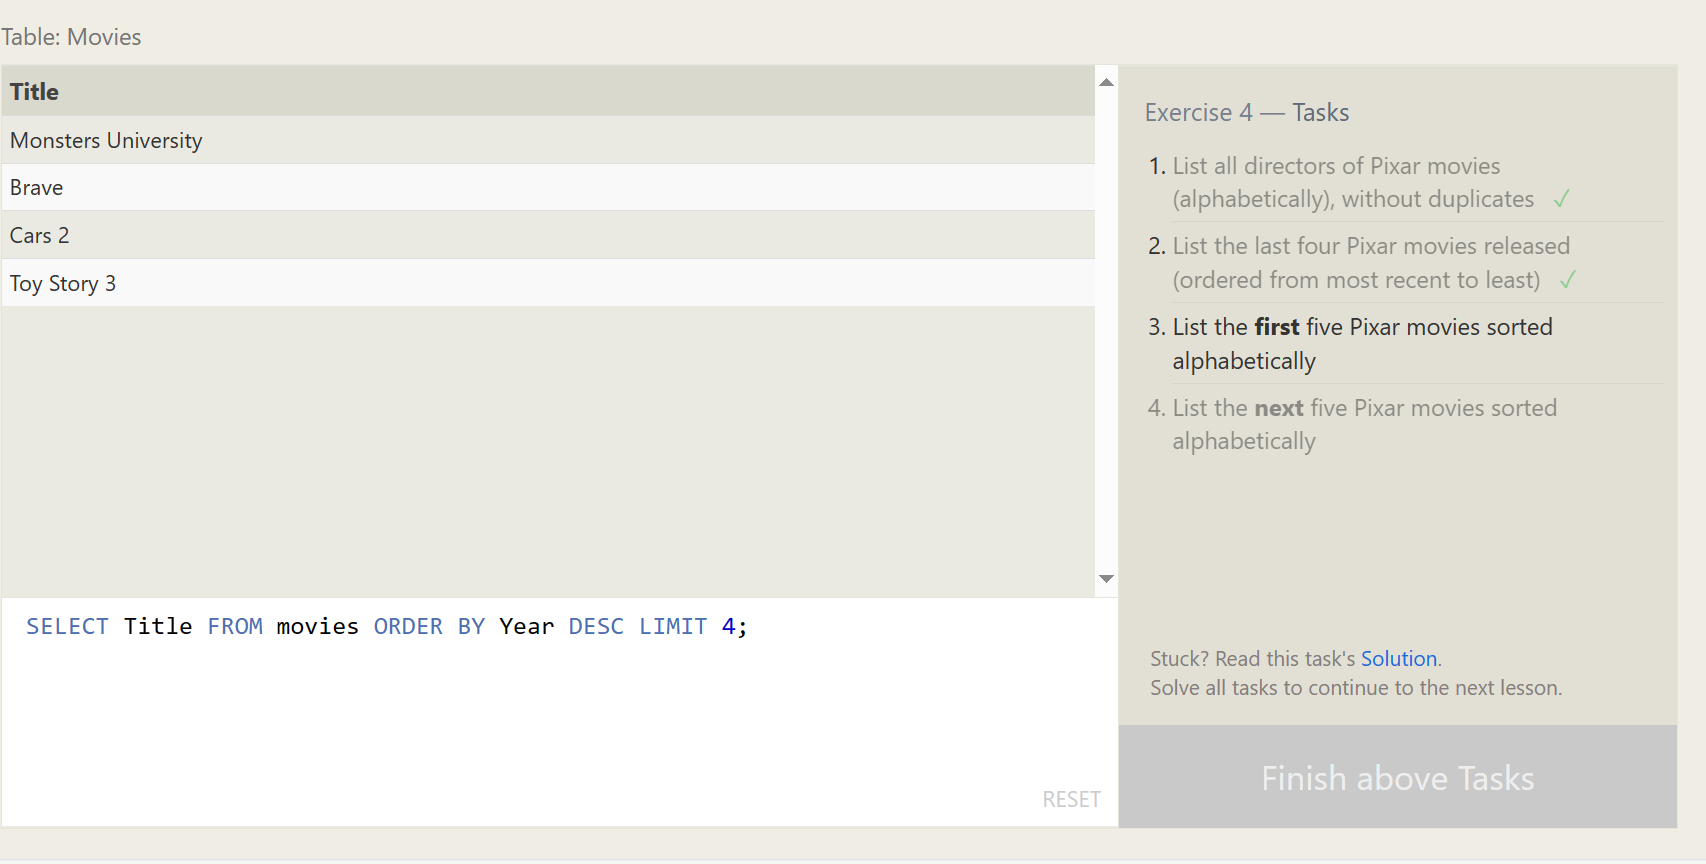 Table: Movies
Title
Monsters University
Brave
Cars 2
Toy Story 3
SELECT Title FROM movies ORDER BY Year DESC LIMIT 4;
RESET
Exercise 4 — Tasks
1. List all directors of Pixar movies
(alphabetically), without duplicates ✓
2. List the last four Pixar movies released
(ordered from most recent to least) ✓
3. List the first five Pixar movies sorted
alphabetically
4. List the next five Pixar movies sorted
alphabetically
Stuck? Read this task's Solution.
Solve all tasks to continue to the next lesson.
Finish above Tasks